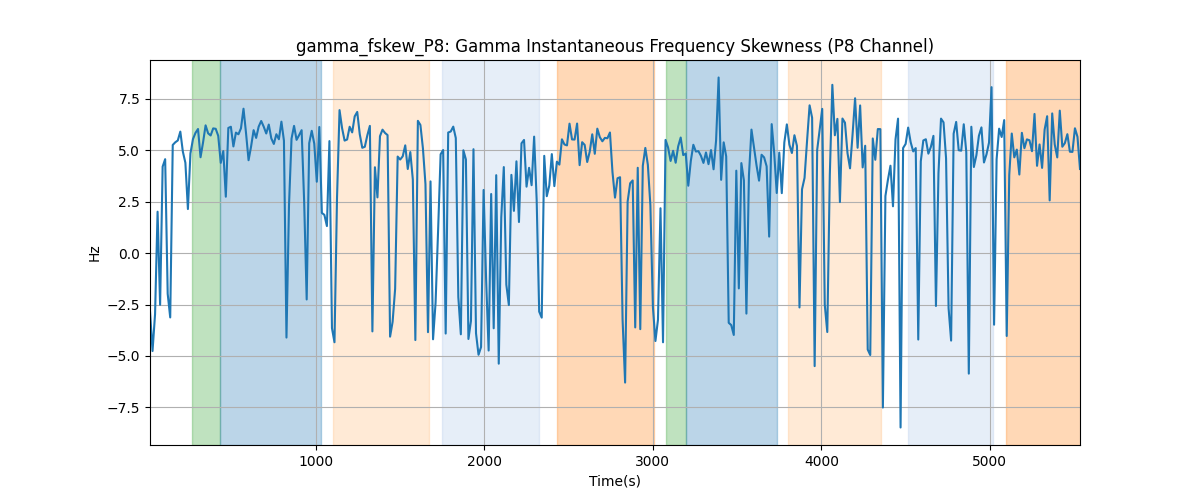 gamma_fskew_P8: Gamma Instantaneous Frequency Skewness (P8 Channel)
7.5
5.0
2.5
0.0
−2.5
−5.0
−7.5
Hz
1000 2000 3000 4000 5000
Time(s)